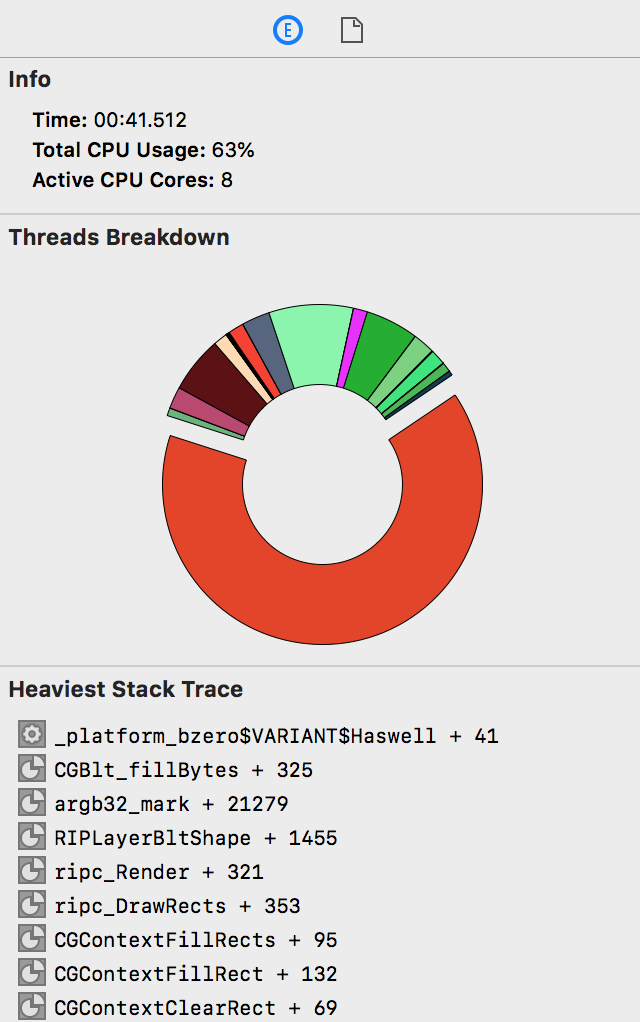 E
Info
Time: 00:41.512
Total CPU Usage: 63%
Active CPU Cores: 8
Threads Breakdown
Heaviest Stack Trace
_platform_bzero$VARIANT$Haswell + 41
CGBlt_fillBytes + 325
argb32_mark + 21279
RIPLayerBltShape + 1455
ripc_Render + 321
ripc_DrawRects + 353
CGContextFillRects + 95
CGContextFillRect + 132
CGContextClearRect + 69